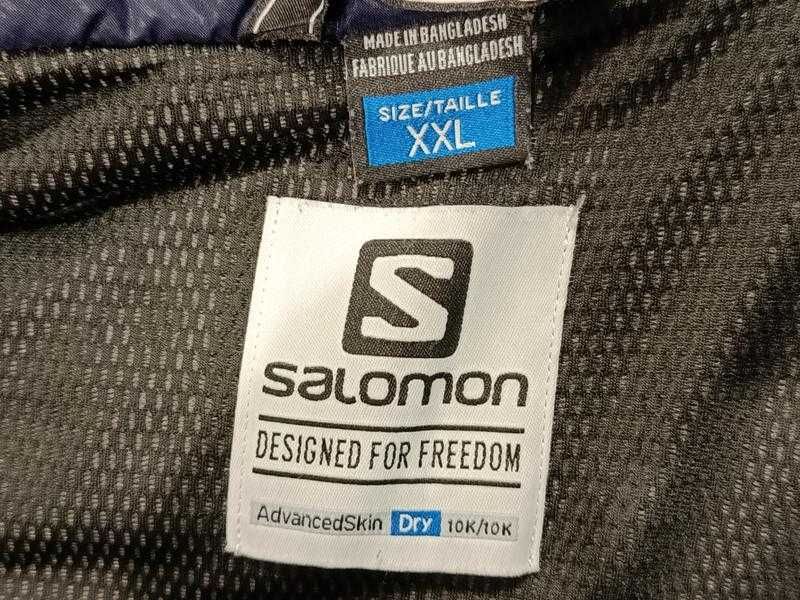 MADE IN BANGLADESH
FABRIQUE AU BANGLADESH
SIZE/TAILLE
XXL
S
salomon
DESIGNED FOR FREEDOM
AdvancedSkin Dry 10K/10K